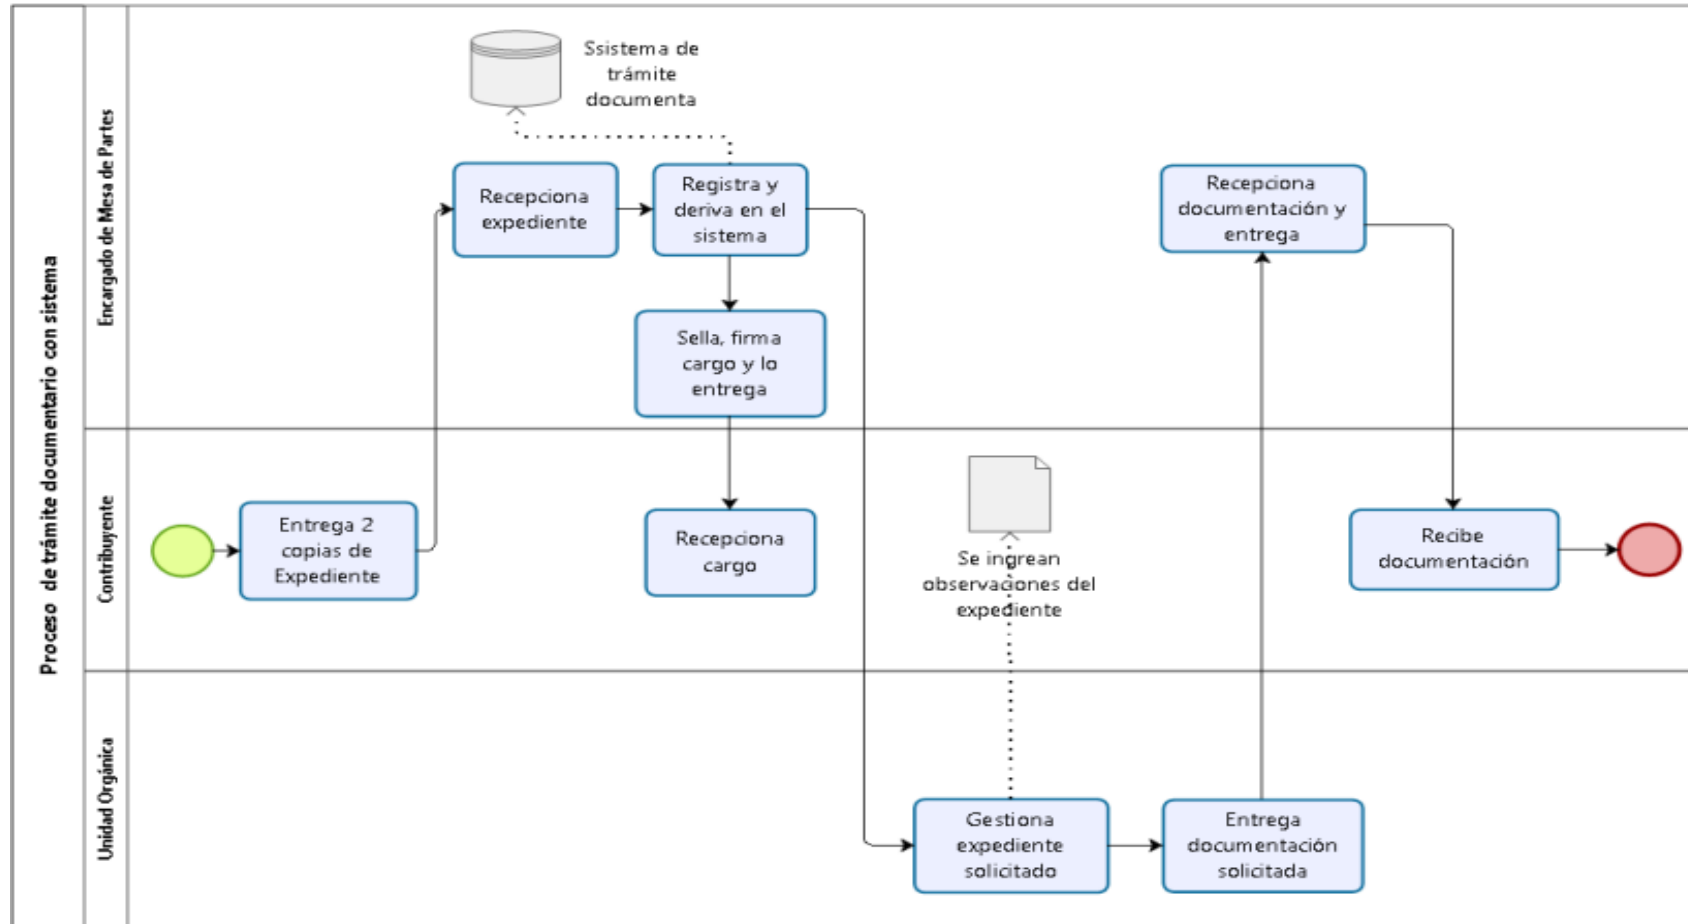 Proceso de trámite documentario con sistema
Encargado de Mesa de Partes
Ssistema de
trámite
documenta
Recepciona
expediente
Registra y
deriva en el
sistema
Sella, firma
cargo y lo
entrega
Recepciona
documentación y
entrega
Contribuyente
Entrega 2
copias de
Expediente
Recepciona
cargo
Se ingrean
observaciones del
expediente
Recibe
documentación
Unidad Orgánica
Gestiona
expediente
solicitado
Entrega
documentación
solicitada